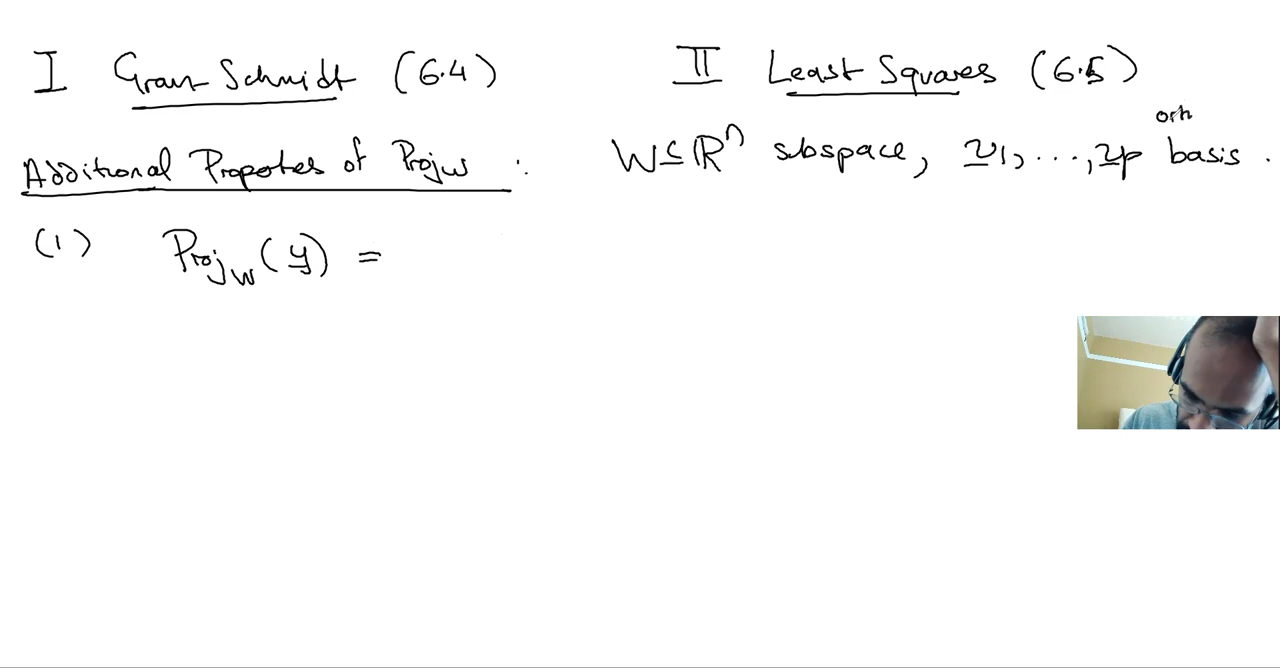 I Gram Schmidt (6.4)
II Least Squares (6.5)
Additional Properties of Projw :
W⊆ℝⁿ subspace, v1, ..., vp orth basis .
(1) Projw(y) =